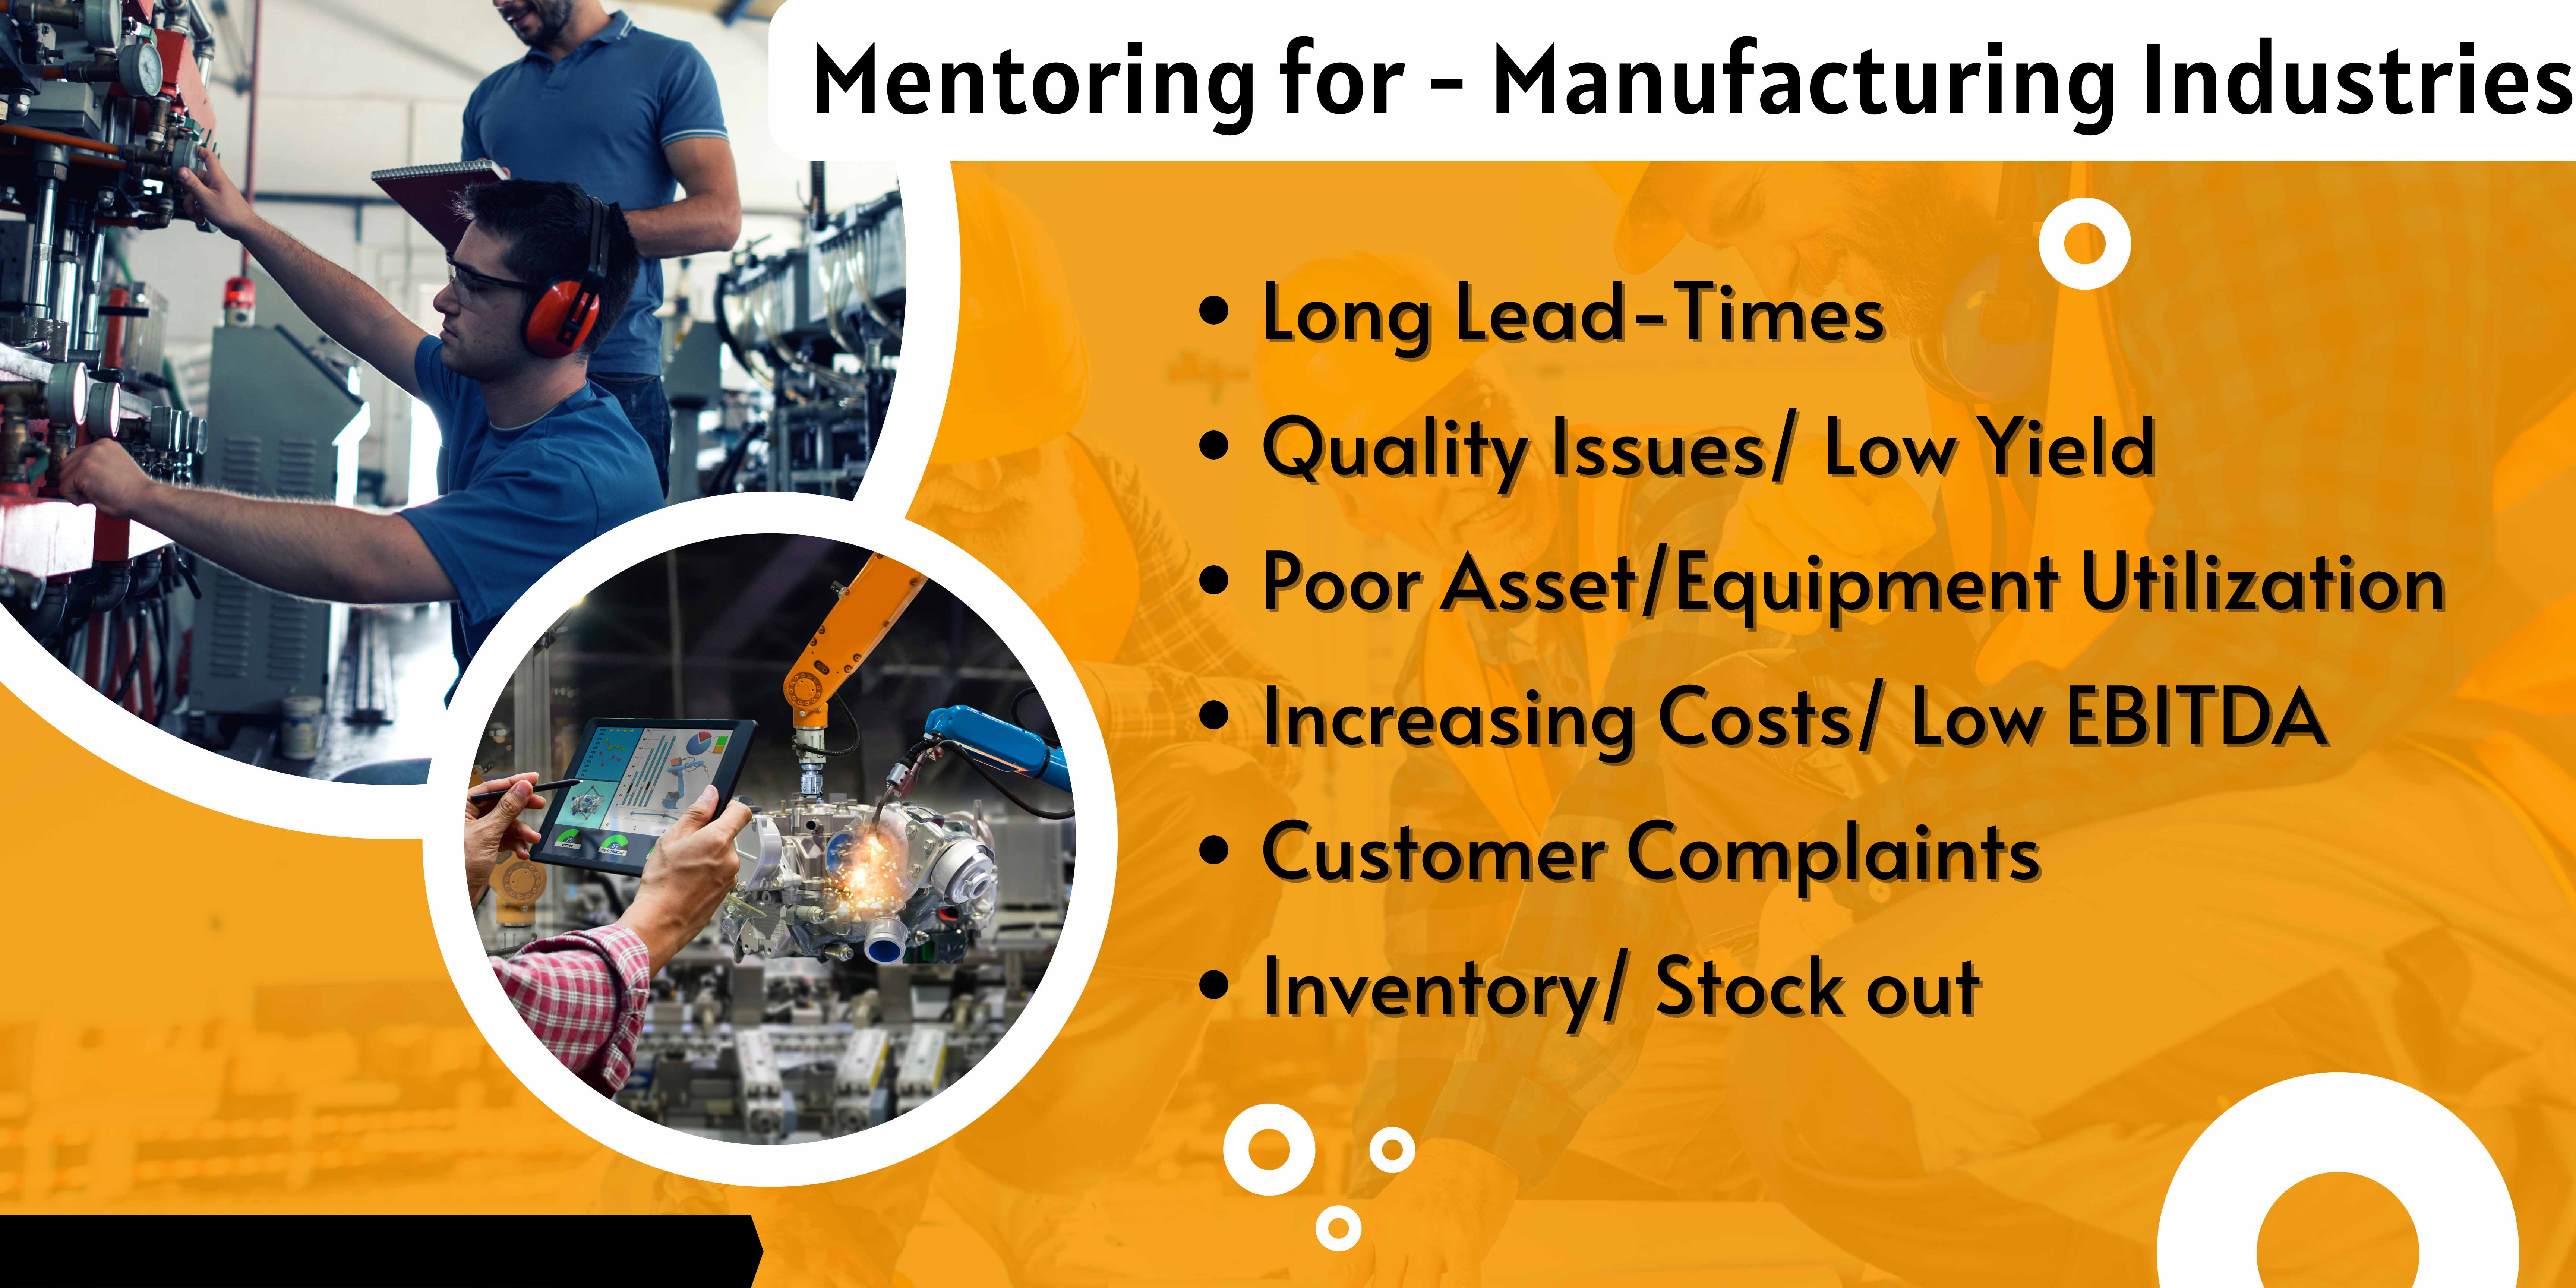 Mentoring for - Manufacturing Industries
• Long Lead-Times
• Quality Issues/ Low Yield
• Poor Asset/Equipment Utilization
• Increasing Costs/ Low EBITDA
• Customer Complaints
• Inventory/ Stock out